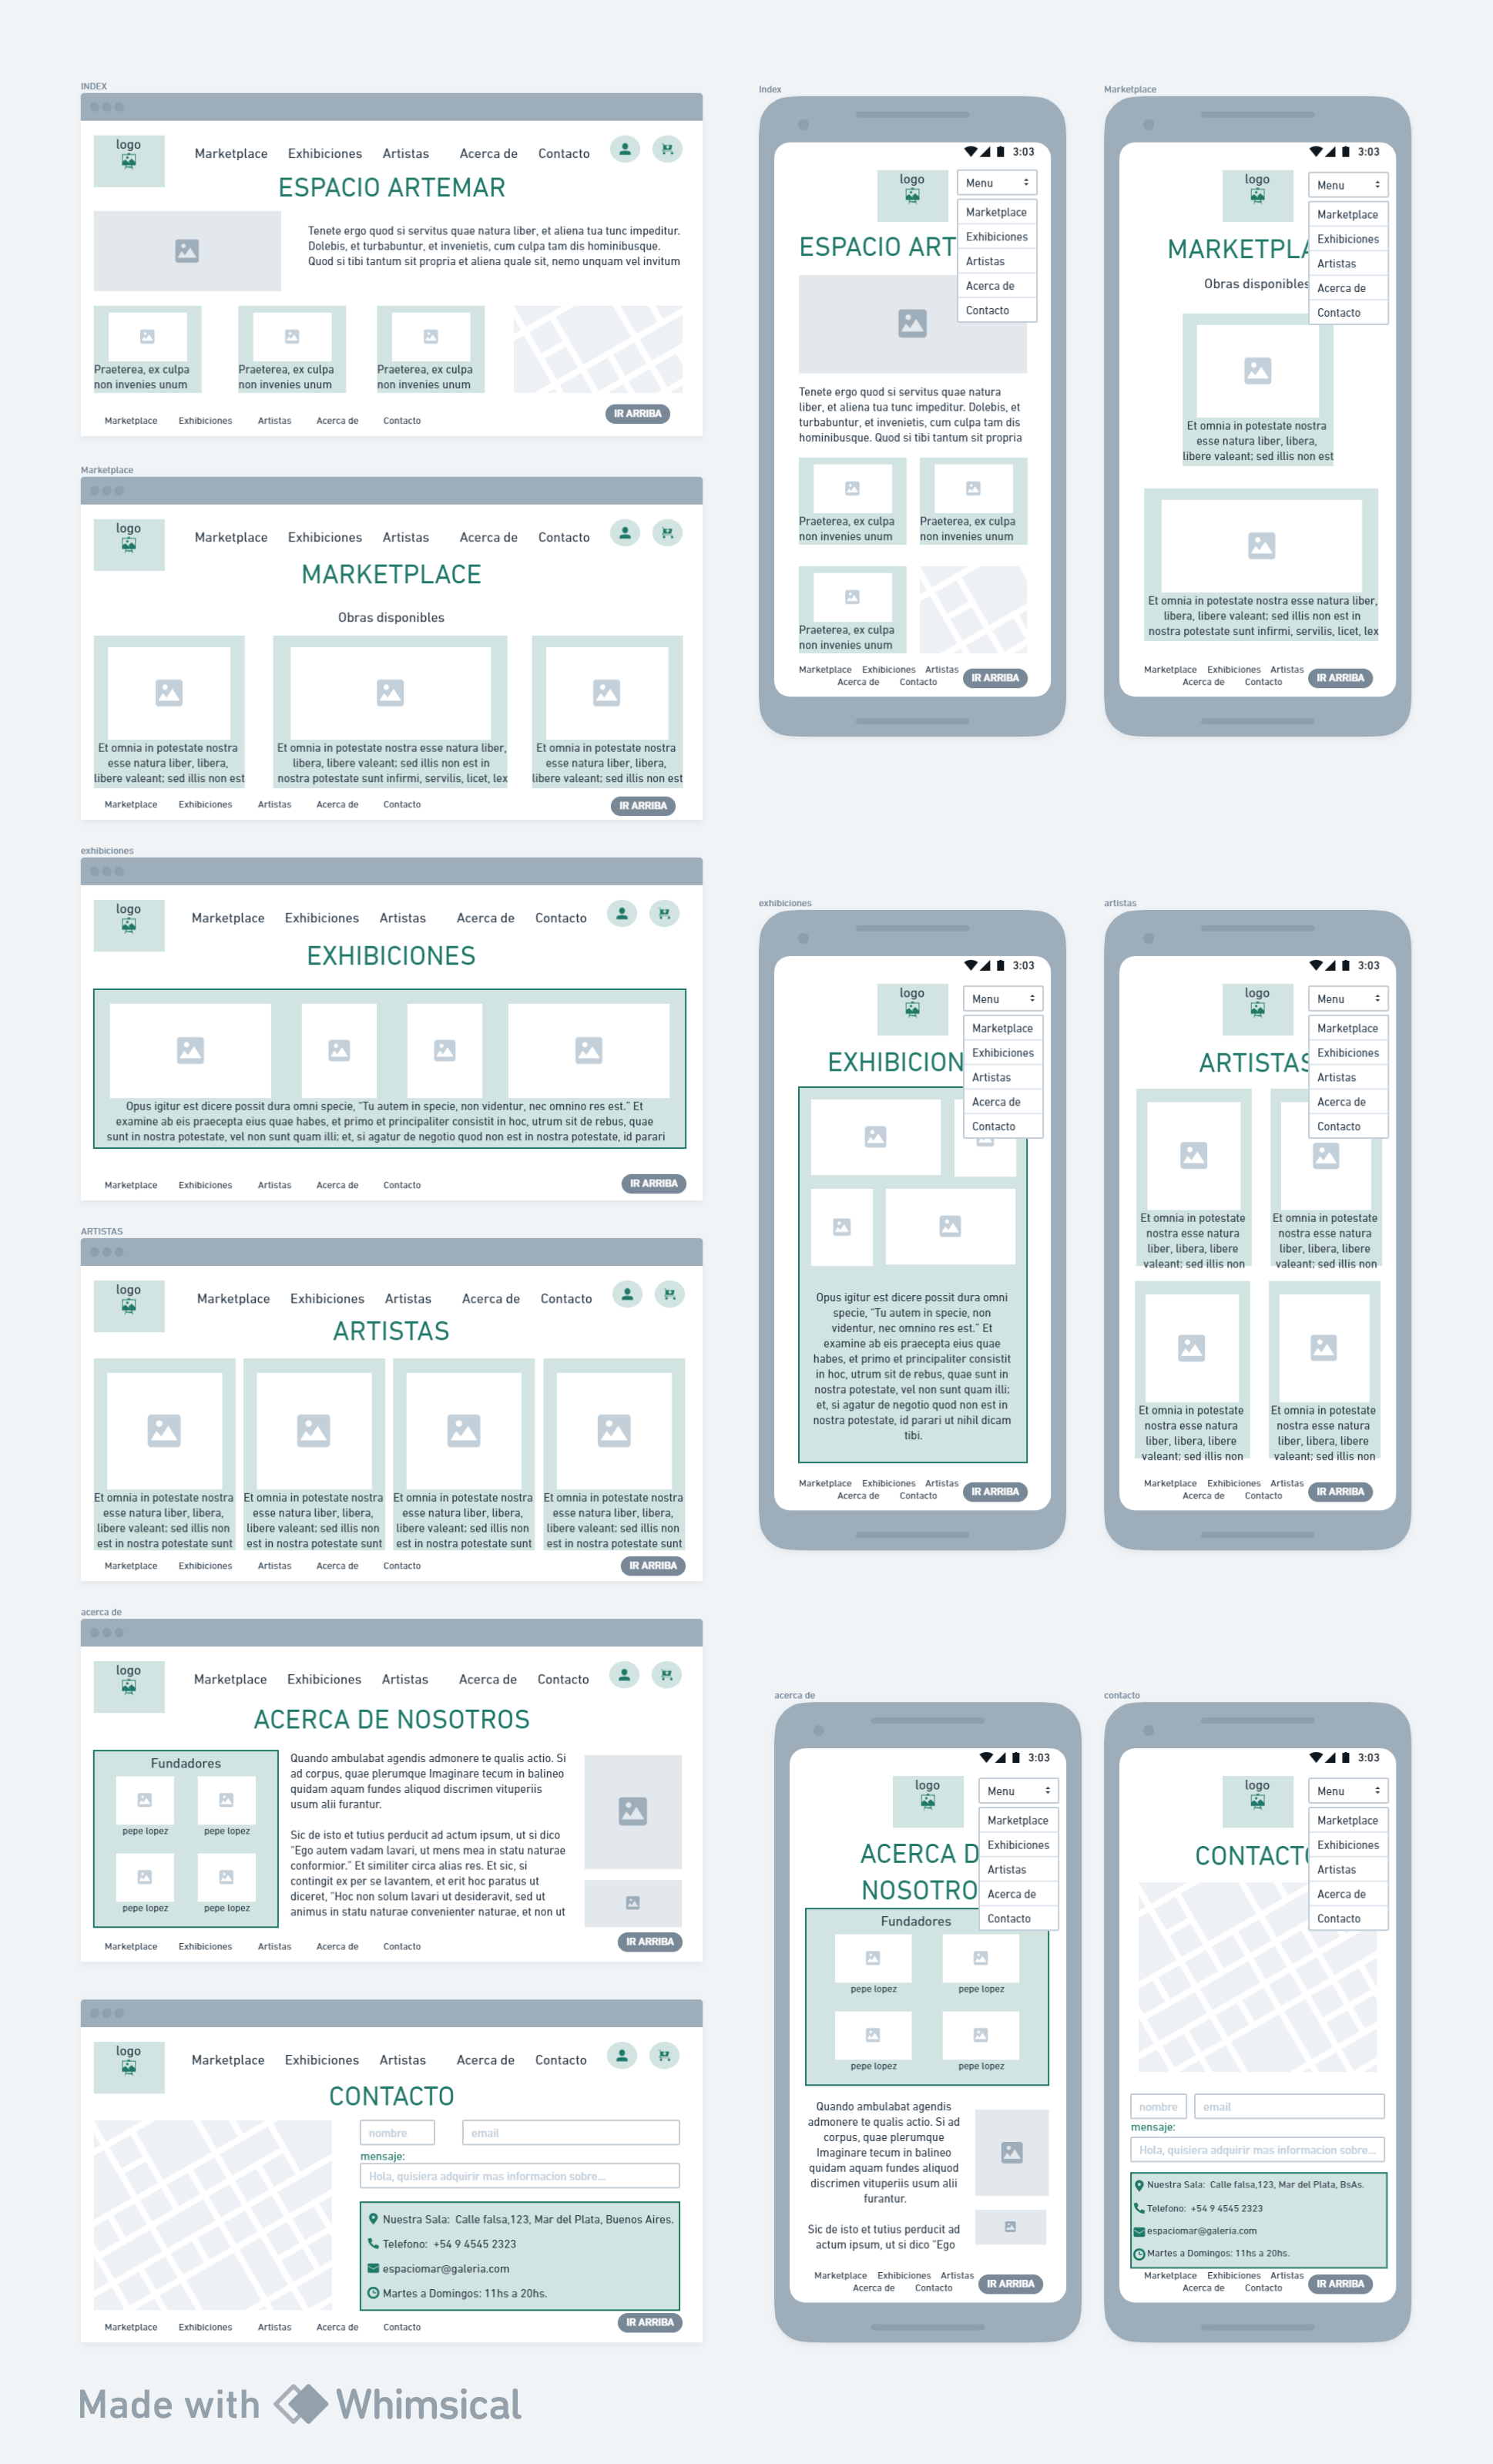 INDEX
logo
Marketplace Exhibiciones Artistas Acerca de Contacto
ESPACIO ARTEMAR
Tenete ergo quod si servitus quae natura liber, et aliena tua tunc impeditur.
Dolebis, et turbabuntur, et invenietis, cum culpa tam dis hominibusque.
Quod si tibi tantum sit propria et aliena quale sit, nemo unquam vel invitum
Praeterea, ex culpa
non invenies unum
Praeterea, ex culpa
non invenies unum
Praeterea, ex culpa
non invenies unum
Marketplace Exhibiciones Artistas Acerca de Contacto
IR ARRIBA
Marketplace
logo
Marketplace Exhibiciones Artistas Acerca de Contacto
MARKETPLACE
Obras disponibles
Et omnia in potestate nostra
esse natura liber, libera,
libere valeant; sed illis non est
Et omnia in potestate nostra esse natura liber,
libera, libere valeant; sed illis non est in
nostra potestate sunt infirmi, servilis, licet, lex
Et omnia in potestate nostra
esse natura liber, libera,
libere valeant; sed illis non est
Marketplace Exhibiciones Artistas Acerca de Contacto
IR ARRIBA
exhibiciones
logo
Marketplace Exhibiciones Artistas Acerca de Contacto
EXHIBICIONES
Opus igitur est dicere possit dura omni specie, "Tu autem in specie, non videntur, nec omnino res est." Et
examine ab eis praecepta eius quae habes, et primo et principaliter consistit in hoc, utrum sit de rebus, quae
sunt in nostra potestate, vel non sunt quam illi; et, si agatur de negotio quod non est in nostra potestate, id parari
Marketplace Exhibiciones Artistas Acerca de Contacto
IR ARRIBA
ARTISTAS
logo
Marketplace Exhibiciones Artistas Acerca de Contacto
ARTISTAS
Et omnia in potestate nostra
esse natura liber, libera,
libere valeant; sed illis non
est in nostra potestate sunt
Et omnia in potestate nostra
esse natura liber, libera,
libere valeant; sed illis non
est in nostra potestate sunt
Et omnia in potestate nostra
esse natura liber, libera,
libere valeant; sed illis non
est in nostra potestate sunt
Et omnia in potestate nostra
esse natura liber, libera,
libere valeant; sed illis non
est in nostra potestate sunt
Marketplace Exhibiciones Artistas Acerca de Contacto
IR ARRIBA
acerca de
logo
Marketplace Exhibiciones Artistas Acerca de Contacto
ACERCA DE NOSOTROS
Fundadores
pepe lopez pepe lopez
pepe lopez pepe lopez
Quando ambulabat agendis admonere te qualis actio. Si
ad corpus, quae plerumque Imaginare tecum in balineo
quidam aquam fundes aliquod discrimen vituperiis
usum alii furantur.
Sic de isto et tutius perducit ad actum ipsum, ut si dico
"Ego autem vadam lavari, ut mens mea in statu naturae
conformior." Et similiter circa alias res. Et sic, si
contingit ex per se lavantem, et erit hoc paratus ut
diceret, "Hoc non solum lavari ut desideravit, sed ut
animus in statu naturae convenienter naturae, et non ut
Marketplace Exhibiciones Artistas Acerca de Contacto
IR ARRIBA
logo
Marketplace Exhibiciones Artistas Acerca de Contacto
CONTACTO
nombre email
mensaje:
Hola, quisiera adquirir mas informacion sobre...
Nuestra Sala: Calle falsa,123, Mar del Plata, Buenos Aires.
Telefono: +54 9 4545 2323
espaciomar@galeria.com
Martes a Domingos: 11hs a 20hs.
Marketplace Exhibiciones Artistas Acerca de Contacto
IR ARRIBA
Index
3:03
logo
Menu
Marketplace
Exhibiciones
Artistas
Acerca de
Contacto
ESPACIO ART
Tenete ergo quod si servitus quae natura
liber, et aliena tua tunc impeditur. Dolebis, et
turbabuntur, et invenietis, cum culpa tam dis
hominibusque. Quod si tibi tantum sit propria
Praeterea, ex culpa
non invenies unum
Praeterea, ex culpa
non invenies unum
Praeterea, ex culpa
non invenies unum
Marketplace Exhibiciones Artistas
Acerca de Contacto
IR ARRIBA
Marketplace
3:03
logo
Menu
Marketplace
Exhibiciones
Artistas
Acerca de
Contacto
MARKETPLA
Obras disponibles
Et omnia in potestate nostra
esse natura liber, libera,
libere valeant; sed illis non est
Et omnia in potestate nostra esse natura liber,
libera, libere valeant; sed illis non est in
nostra potestate sunt infirmi, servilis, licet, lex
Marketplace Exhibiciones Artistas
Acerca de Contacto
IR ARRIBA
exhibiciones
3:03
logo
Menu
Marketplace
Exhibiciones
Artistas
Acerca de
Contacto
EXHIBICION
Opus igitur est dicere possit dura omni
specie, "Tu autem in specie, non
videntur, nec omnino res est." Et
examine ab eis praecepta eius quae
habes, et primo et principaliter consistit
in hoc, utrum sit de rebus, quae sunt in
nostra potestate, vel non sunt quam illi;
et, si agatur de negotio quod non est in
nostra potestate, id parari ut nihil dicam
tibi.
Marketplace Exhibiciones Artistas
Acerca de Contacto
IR ARRIBA
artistas
3:03
logo
Menu
Marketplace
Exhibiciones
Artistas
Acerca de
Contacto
ARTISTAS
Et omnia in potestate
nostra esse natura
liber, libera, libere
valeant; sed illis non
Et omnia in potestate
nostra esse natura
liber, libera, libere
valeant; sed illis non
Et omnia in potestate
nostra esse natura
liber, libera, libere
valeant; sed illis non
Et omnia in potestate
nostra esse natura
liber, libera, libere
valeant; sed illis non
Marketplace Exhibiciones Artistas
Acerca de Contacto
IR ARRIBA
acerca de
3:03
logo
Menu
Marketplace
Exhibiciones
Artistas
Acerca de
Contacto
ACERCA D
NOSOTRO
Fundadores
pepe lopez pepe lopez
pepe lopez pepe lopez
Quando ambulabat agendis
admonere te qualis actio. Si ad
corpus, quae plerumque
Imaginare tecum in balineo
quidam aquam fundes aliquod
discrimen vituperiis usum alii
furantur.
Sic de isto et tutius perducit ad
actum ipsum, ut si dico "Ego
Marketplace Exhibiciones Artistas
Acerca de Contacto
IR ARRIBA
contacto
3:03
logo
Menu
Marketplace
Exhibiciones
Artistas
Acerca de
Contacto
CONTACTO
nombre email
mensaje:
Hola, quisiera adquirir mas informacion sobre...
Nuestra Sala: Calle falsa,123, Mar del Plata, BsAs.
Telefono: +54 9 4545 2323
espaciomar@galeria.com
Martes a Domingos: 11hs a 20hs.
Marketplace Exhibiciones Artistas
Acerca de Contacto
IR ARRIBA
Made with Whimsical